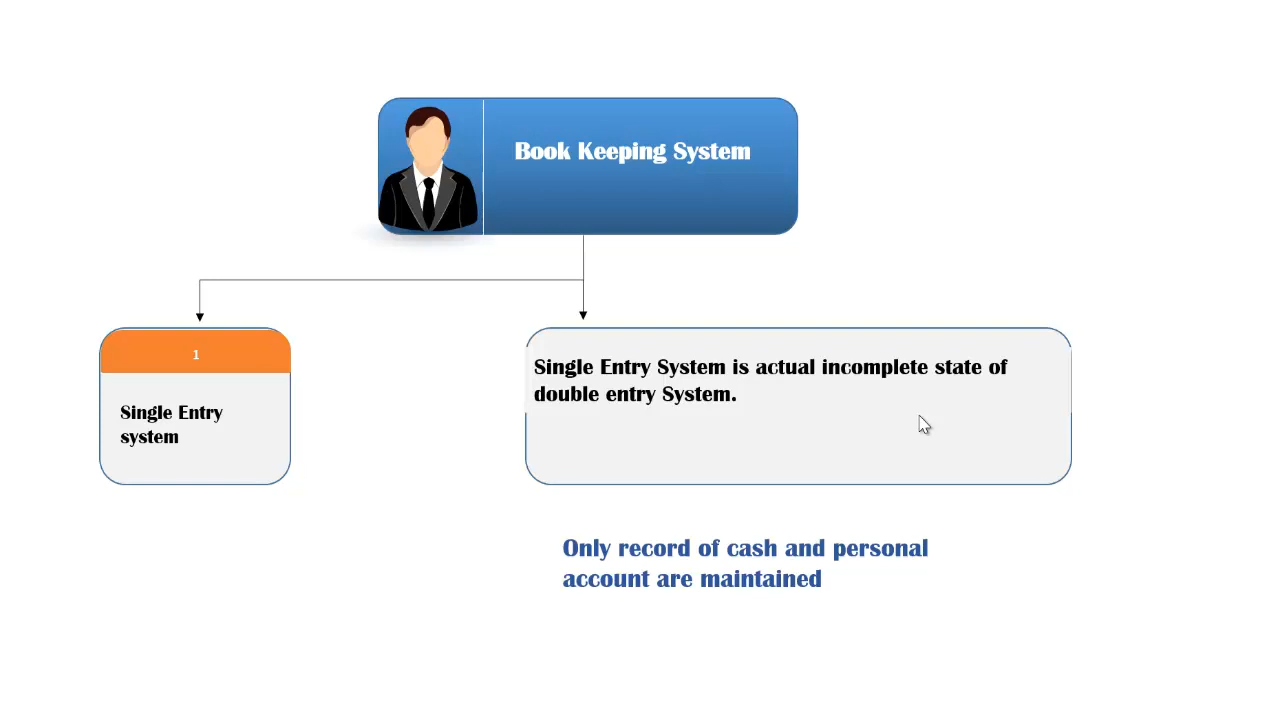 Book Keeping System
1
Single Entry
system
Single Entry System is actual incomplete state of
double entry System.
Only record of cash and personal
account are maintained